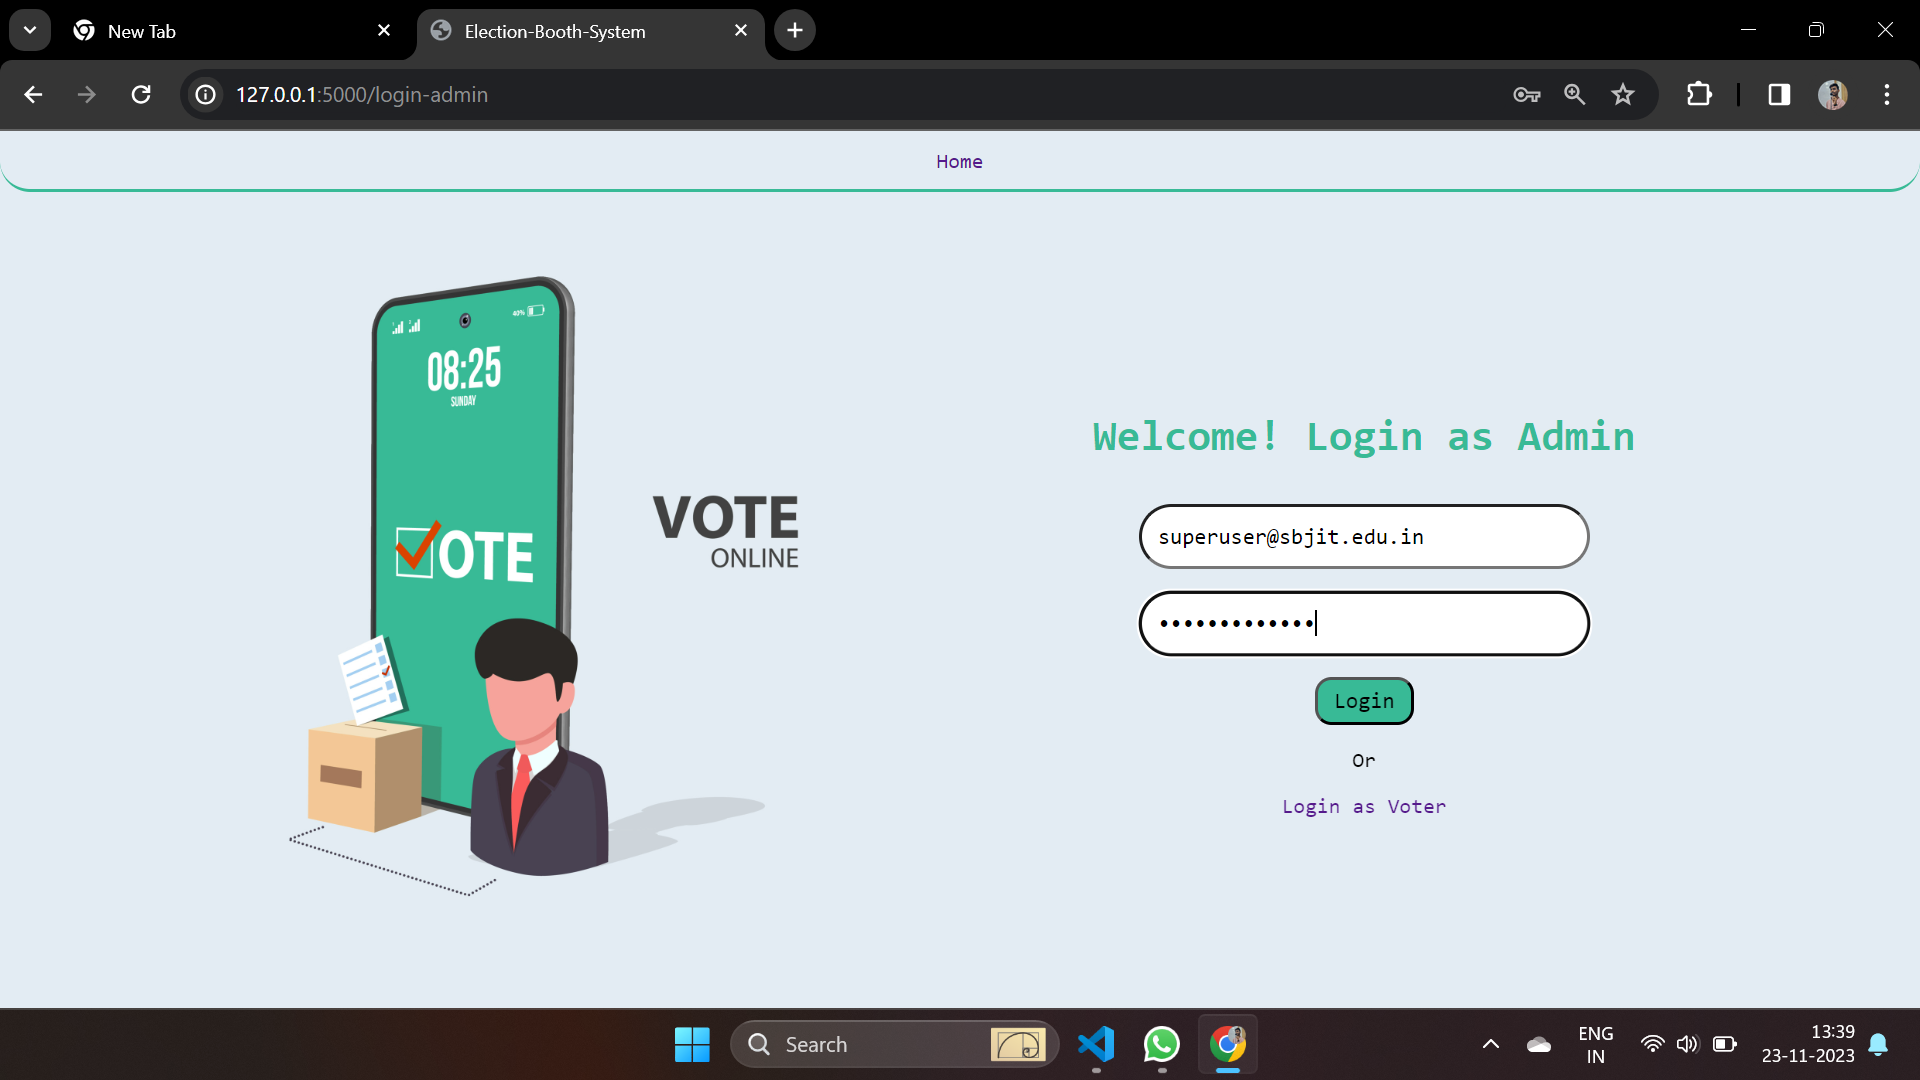 New Tab
Election-Booth-System
127.0.0.1:5000/login-admin
Home
40%
08:25
SUNDAY
OTE
VOTE
ONLINE
Welcome! Login as Admin
superuser@sbjit.edu.in
•••••••••••••
Login
Or
Login as Voter
Search
ENG
IN
13:39
23-11-2023